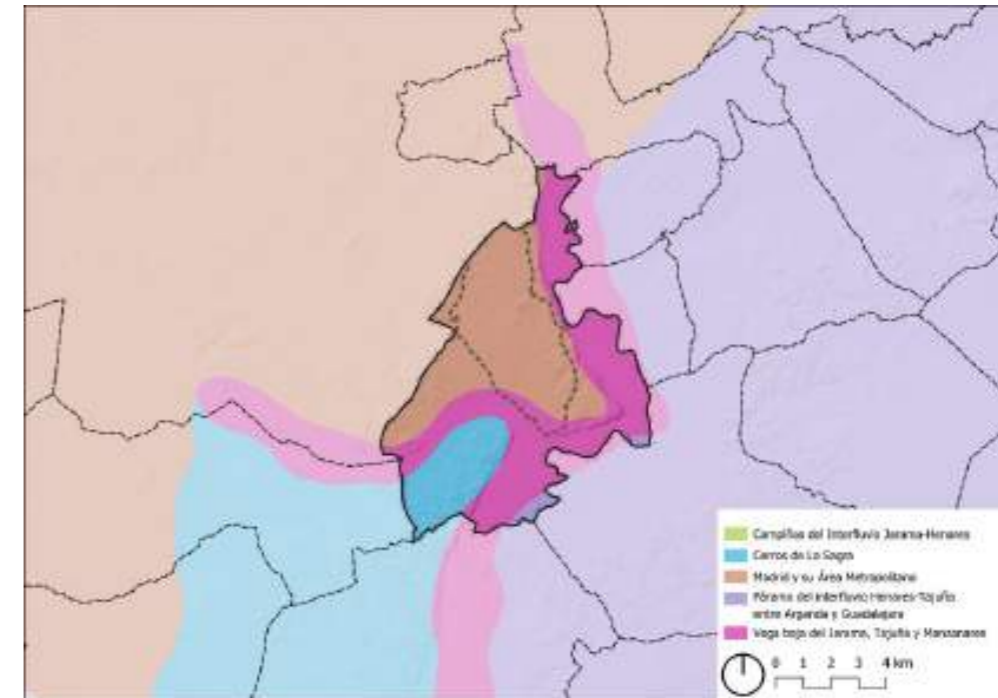 Campiñas del Interfluvio Jarama-Henares
Cerros de La Sagra
Madrid y su Área Metropolitana
Páramo del interfluvio Henares-Tajuña
entre Arganda y Guadalajara
Vega baja del Jarama, Tajuña y Manzanares
0 1 2 3 4 km